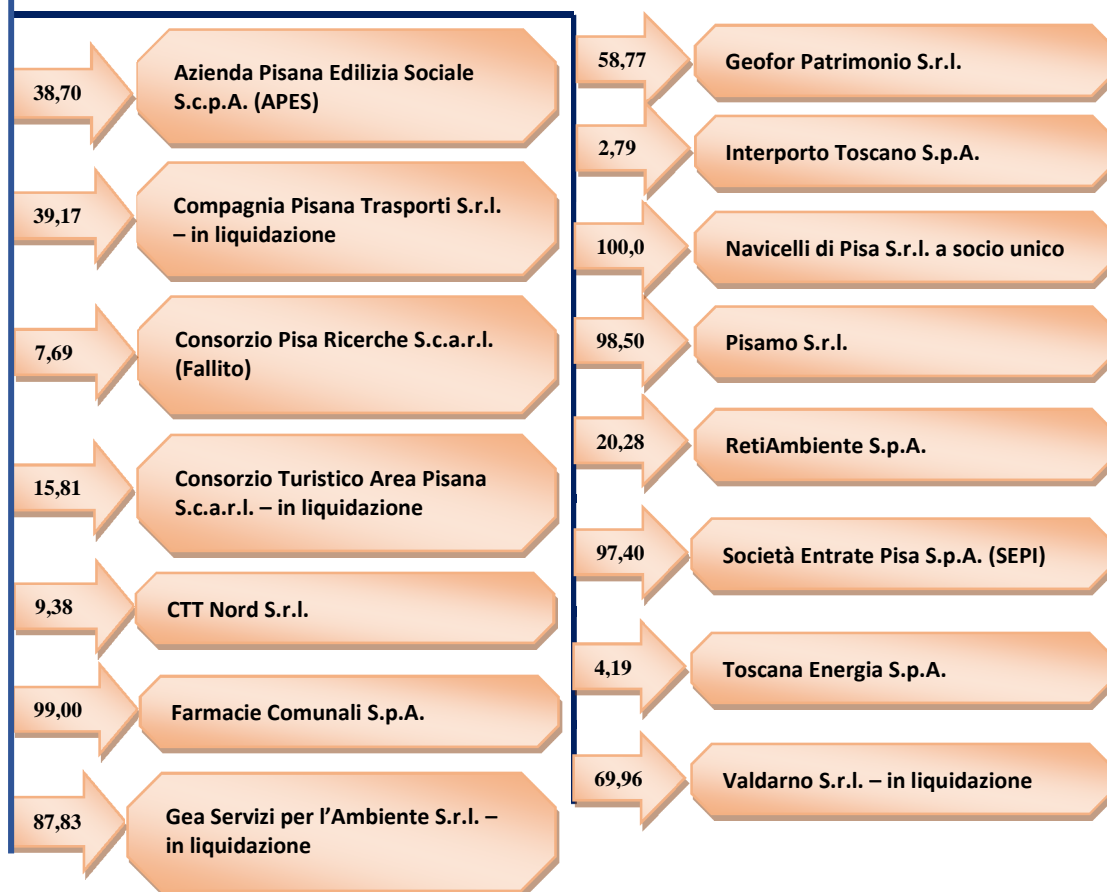 38,70
Azienda Pisana Edilizia Sociale
S.c.p.A. (APES)
39,17
Compagnia Pisana Trasporti S.r.l.
– in liquidazione
7,69
Consorzio Pisa Ricerche S.c.a.r.l.
(Fallito)
15,81
Consorzio Turistico Area Pisana
S.c.a.r.l. – in liquidazione
9,38
CTT Nord S.r.l.
99,00
Farmacie Comunali S.p.A.
87,83
Gea Servizi per l’Ambiente S.r.l. –
in liquidazione
58,77
Geofor Patrimonio S.r.l.
2,79
Interporto Toscano S.p.A.
100,0
Navicelli di Pisa S.r.l. a socio unico
98,50
Pisamo S.r.l.
20,28
RetiAmbiente S.p.A.
97,40
Società Entrate Pisa S.p.A. (SEPI)
4,19
Toscana Energia S.p.A.
69,96
Valdarno S.r.l. – in liquidazione